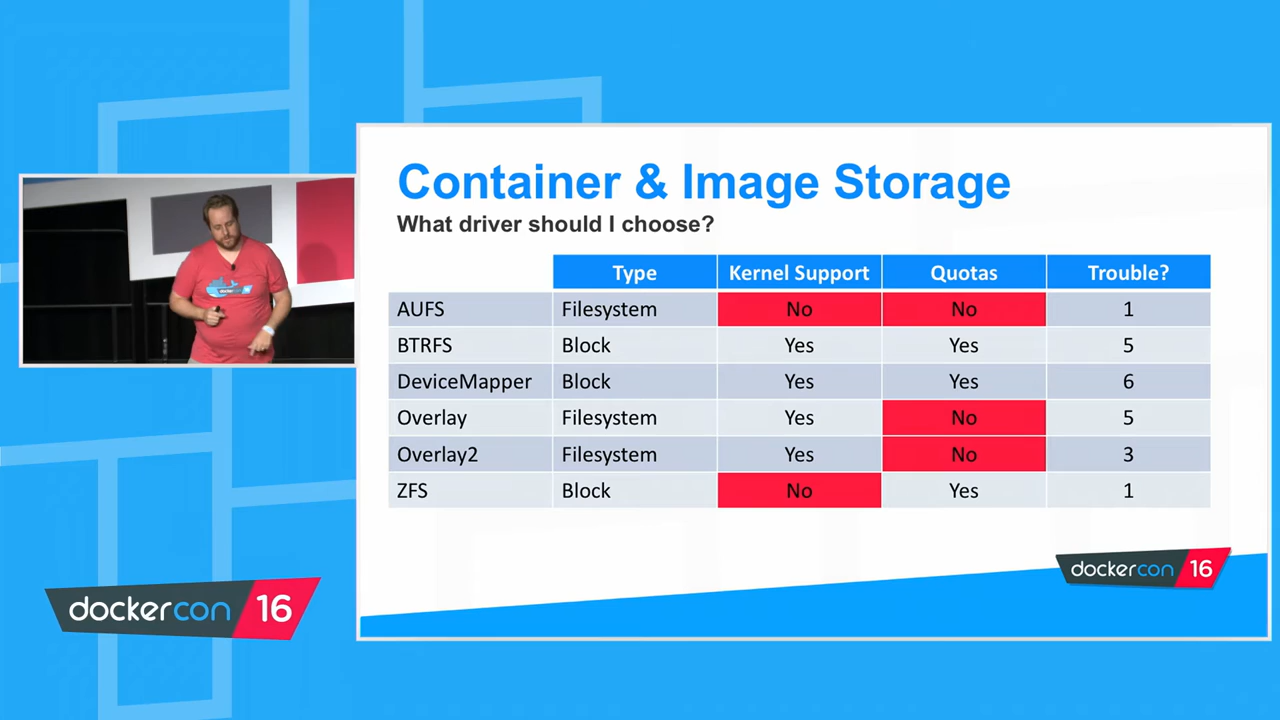 Container & Image Storage
What driver should I choose?
Type Kernel Support Quotas Trouble?
AUFS Filesystem No No 1
BTRFS Block Yes Yes 5
DeviceMapper Block Yes Yes 6
Overlay Filesystem Yes No 5
Overlay2 Filesystem Yes No 3
ZFS Block No Yes 1
dockercon 16
dockercon 16